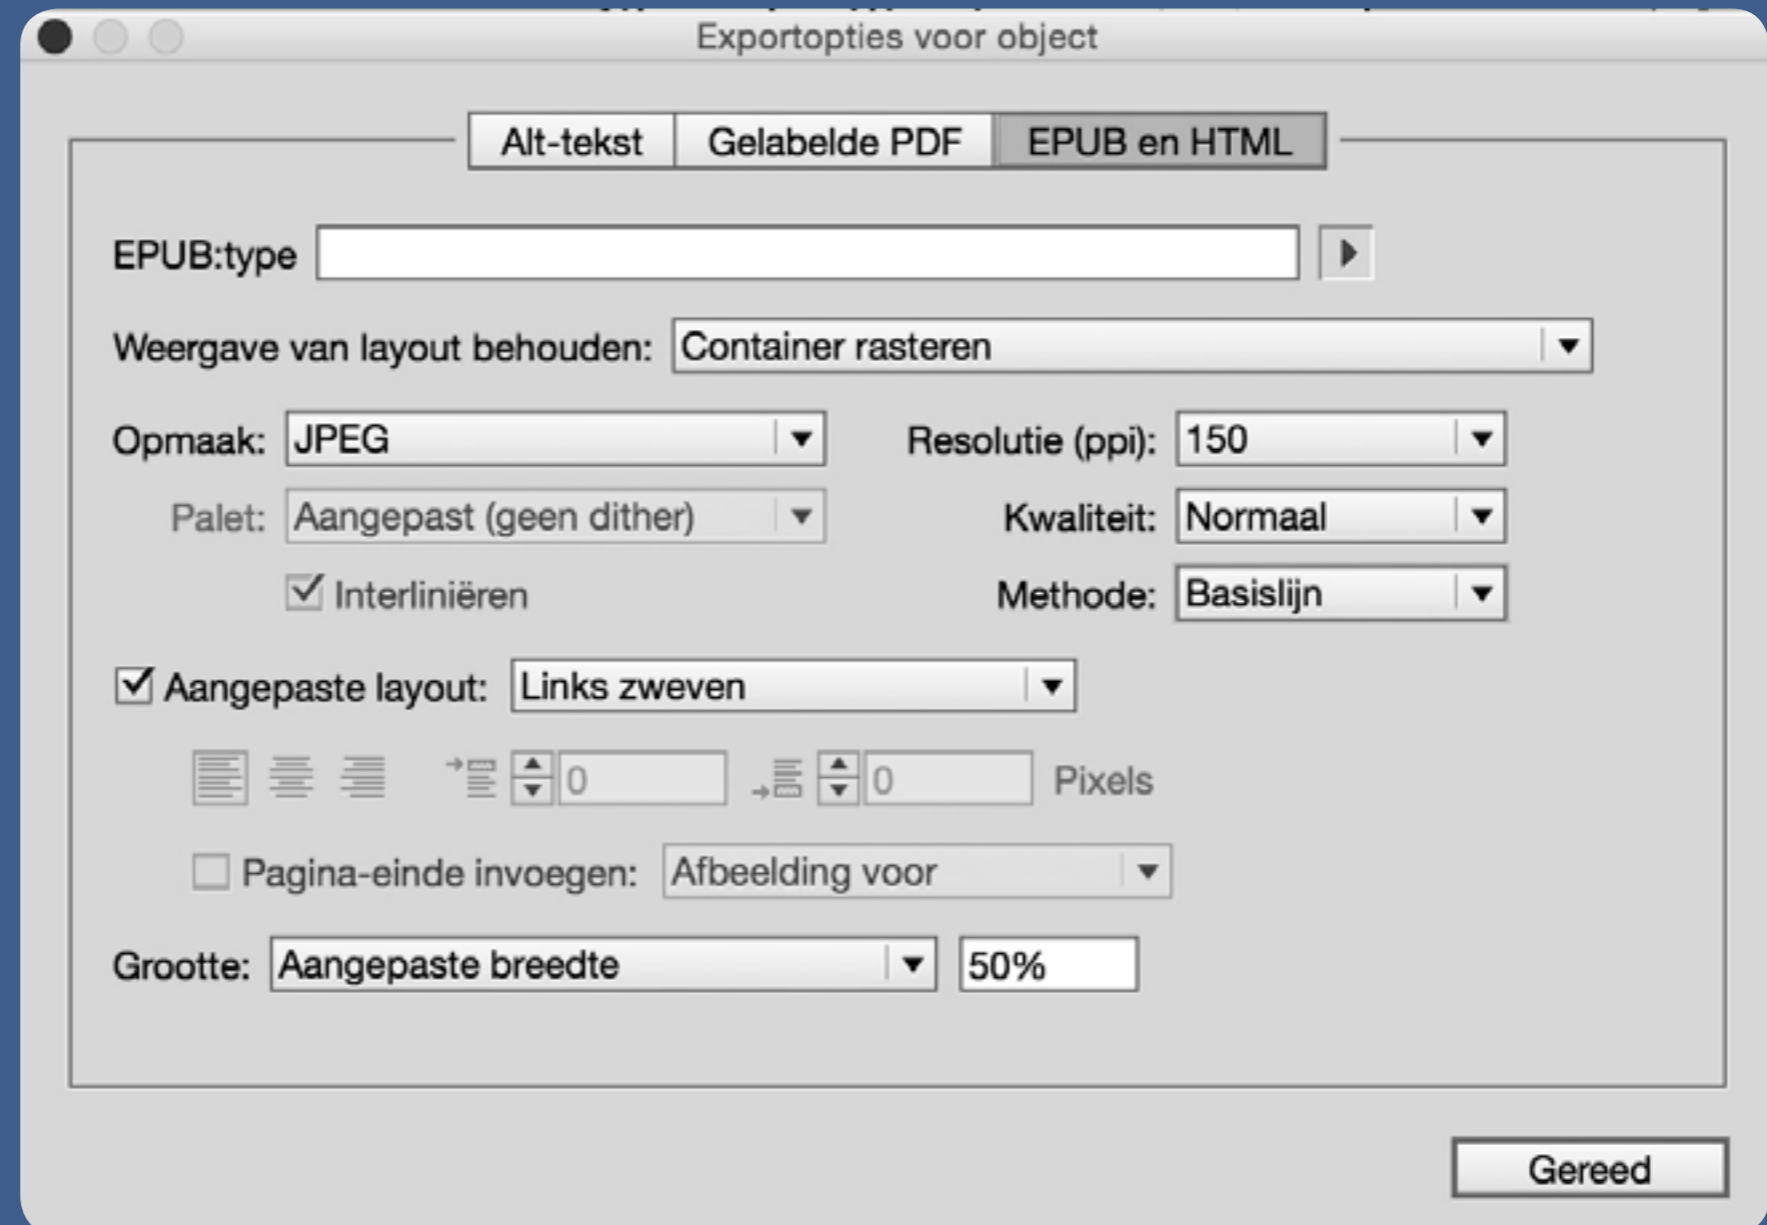 Exportopties voor object
Alt-tekst Gelabelde PDF EPUB en HTML
EPUB:type
Weergave van layout behouden: Container rasteren
Opmaak: JPEG Resolutie (ppi): 150
Palet: Aangepast (geen dither) Kwaliteit: Normaal
Interliniëren Methode: Basislijn
Aangepaste layout: Links zweven
0 0 Pixels
Pagina-einde invoegen: Afbeelding voor
Grootte: Aangepaste breedte 50%
Gereed